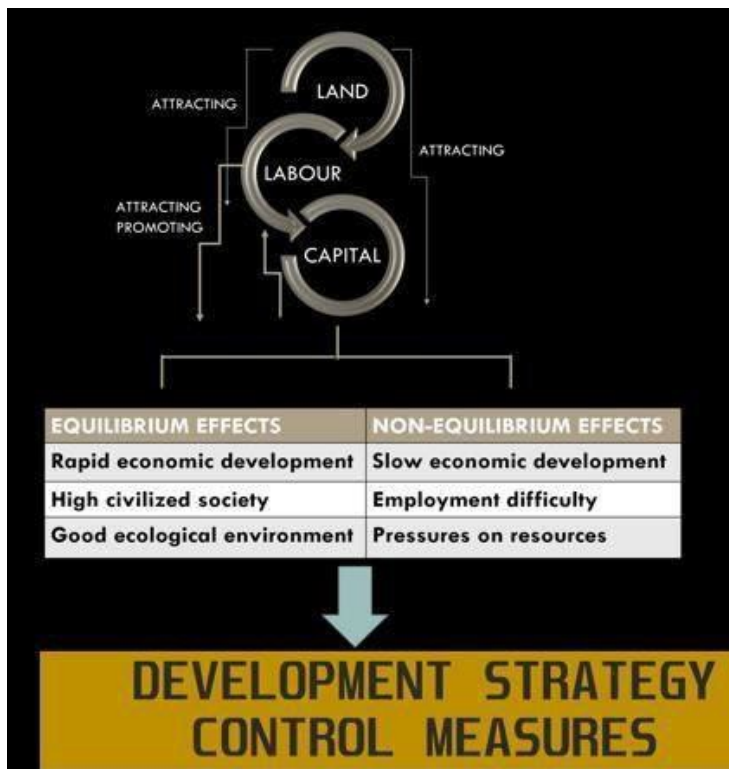 LAND
ATTRACTING
ATTRACTING
LABOUR
ATTRACTING
PROMOTING
CAPITAL
EQUILIBRIUM EFFECTS NON-EQUILIBRIUM EFFECTS
Rapid economic development Slow economic development
High civilized society Employment difficulty
Good ecological environment Pressures on resources
DEVELOPMENT STRATEGY
CONTROL MEASURES